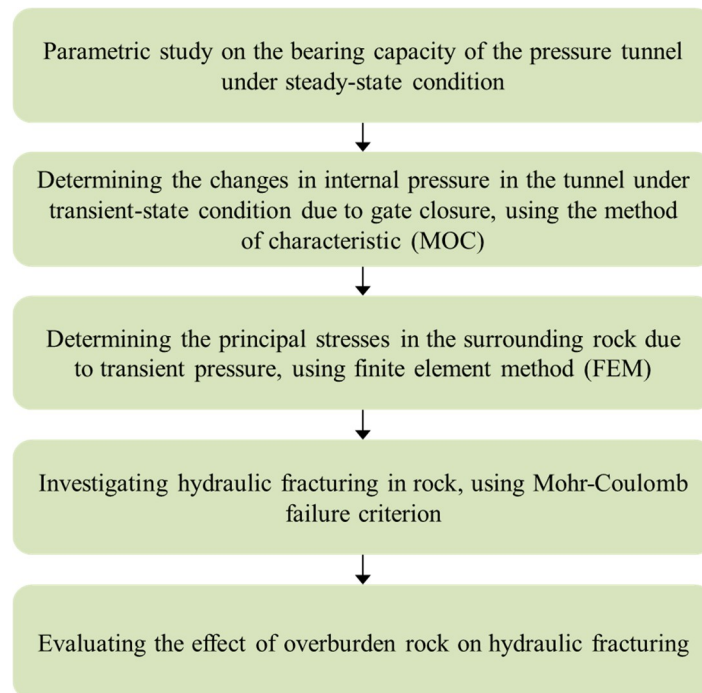 Parametric study on the bearing capacity of the pressure tunnel
under steady-state condition
Determining the changes in internal pressure in the tunnel under
transient-state condition due to gate closure, using the method
of characteristic (MOC)
Determining the principal stresses in the surrounding rock due
to transient pressure, using finite element method (FEM)
Investigating hydraulic fracturing in rock, using Mohr-Coulomb
failure criterion
Evaluating the effect of overburden rock on hydraulic fracturing